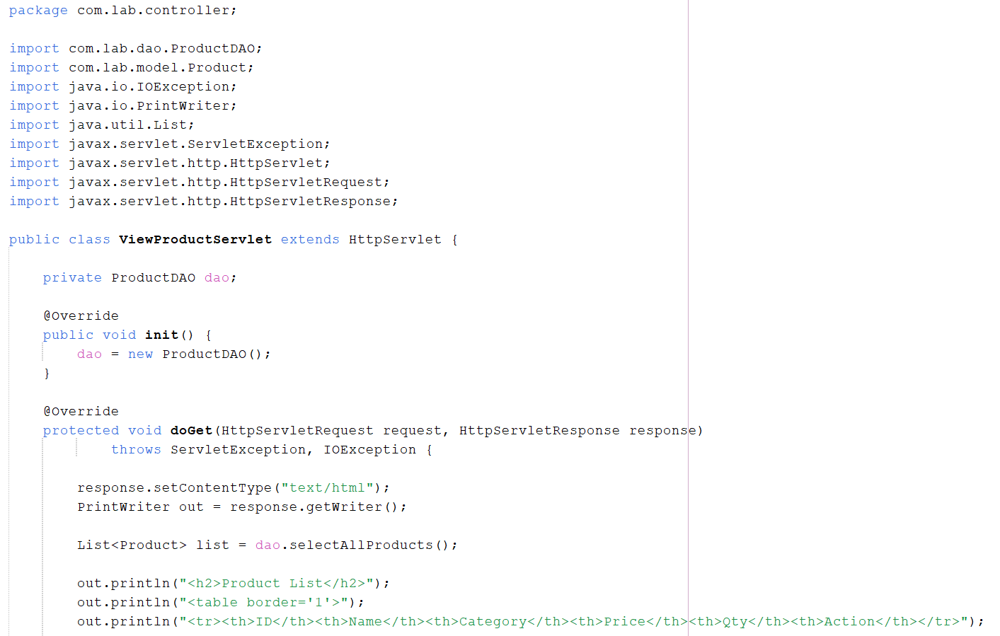 package com.lab.controller;
import com.lab.dao.ProductDAO;
import com.lab.model.Product;
import java.io.IOException;
import java.io.PrintWriter;
import java.util.List;
import javax.servlet.ServletException;
import javax.servlet.http.HttpServlet;
import javax.servlet.http.HttpServletRequest;
import javax.servlet.http.HttpServletResponse;
public class ViewProductServlet extends HttpServlet {
    private ProductDAO dao;
    @Override
    public void init() {
        dao = new ProductDAO();
    }
    @Override
    protected void doGet(HttpServletRequest request, HttpServletResponse response)
            throws ServletException, IOException {
        response.setContentType("text/html");
        PrintWriter out = response.getWriter();
        List<Product> list = dao.selectAllProducts();
        out.println("<h2>Product List</h2>");
        out.println("<table border='1'>");
        out.println("<tr><th>ID</th><th>Name</th><th>Category</th><th>Price</th><th>Qty</th><th>Action</th></tr>");